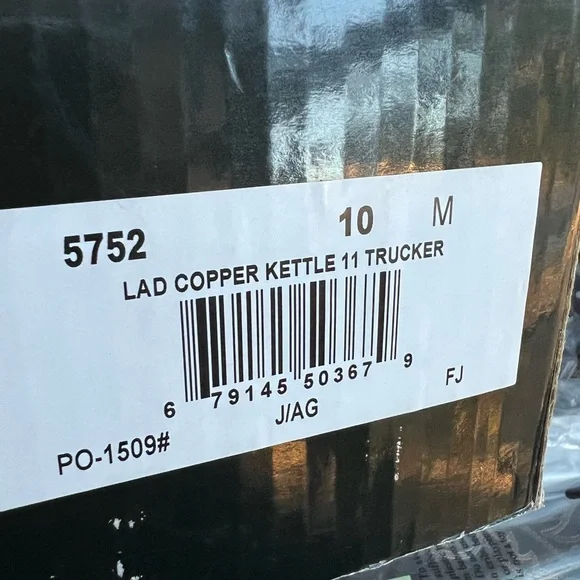 5752 10 M
LAD COPPER KETTLE 11 TRUCKER
6 79145 50367 9
J/AG FJ
PO-1509#